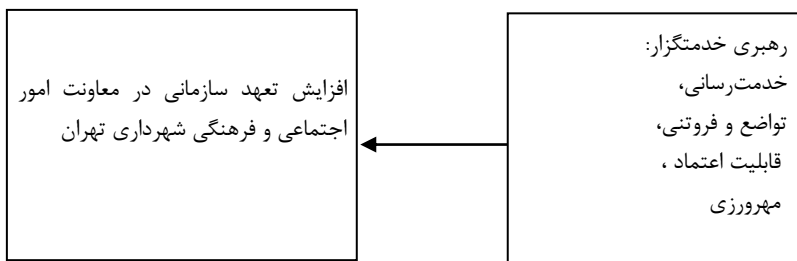 رهبری خدمتگزار:
خدمت‌رسانی،
تواضع و فروتنی،
قابلیت اعتماد ،
مهرورزی
افزایش تعهد سازمانی در معاونت امور
اجتماعی و فرهنگی شهرداری تهران